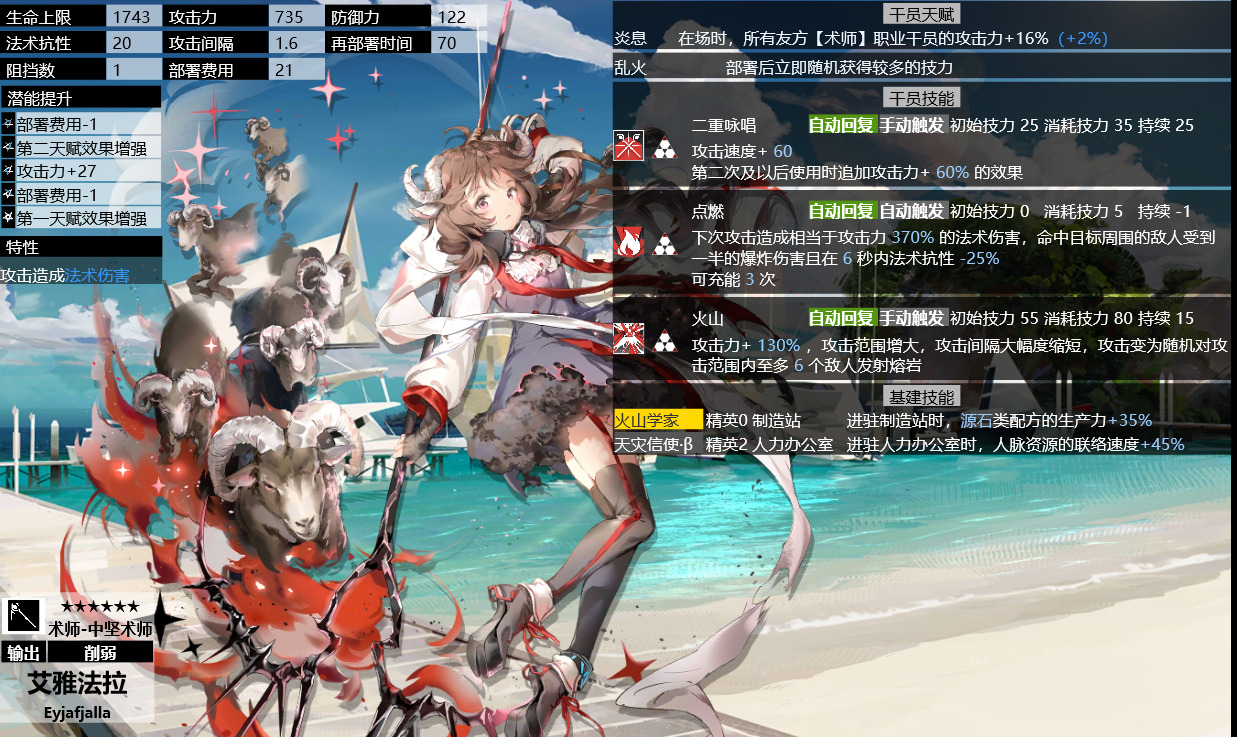 生命上限 1743 攻击力 735 防御力 122
法术抗性 20 攻击间隔 1.6 再部署时间 70
阻挡数 1 部署费用 21
潜能提升
部署费用-1
第二天赋效果增强
攻击力+27
部署费用-1
第一天赋效果增强
特性
攻击造成法术伤害
★★★★★★
术师-中坚术师
输出 削弱
艾雅法拉
Eyjafjalla
干员天赋
炎息 在场时，所有友方【术师】职业干员的攻击力+16%（+2%）
乱火 部署后立即随机获得较多的技力
干员技能
二重咏唱 自动回复 手动触发 初始技力 25 消耗技力 35 持续 25
攻击速度+ 60
第二次及以后使用时追加攻击力+ 60% 的效果
点燃 自动回复 自动触发 初始技力 0 消耗技力 5 持续 -1
下次攻击造成相当于攻击力 370% 的法术伤害，命中目标周围的敌人受到
一半的爆炸伤害且在 6 秒内法术抗性 -25%
可充能 3 次
火山 自动回复 手动触发 初始技力 55 消耗技力 80 持续 15
攻击力+ 130% ，攻击范围增大，攻击间隔大幅度缩短，攻击变为随机对攻
击范围内至多 6 个敌人发射熔岩
基建技能
火山学家 精英0 制造站 进驻制造站时，源石类配方的生产力+35%
天灾信使·β 精英2 人力办公室 进驻人力办公室时，人脉资源的联络速度+45%